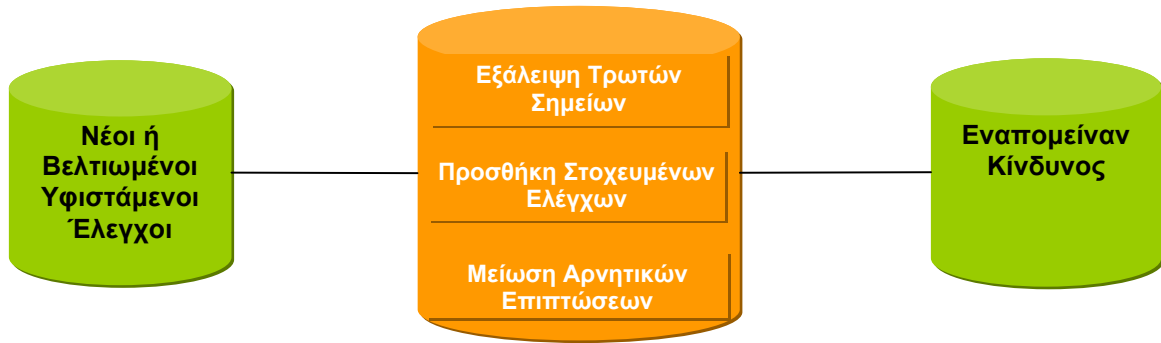 Νέοι ή
Βελτιωμένοι
Υφιστάμενοι
Έλεγχοι
Εξάλειψη Τρωτών
Σημείων
Προσθήκη Στοχευμένων
Ελέγχων
Μείωση Αρνητικών
Επιπτώσεων
Εναπομείναν
Κίνδυνος